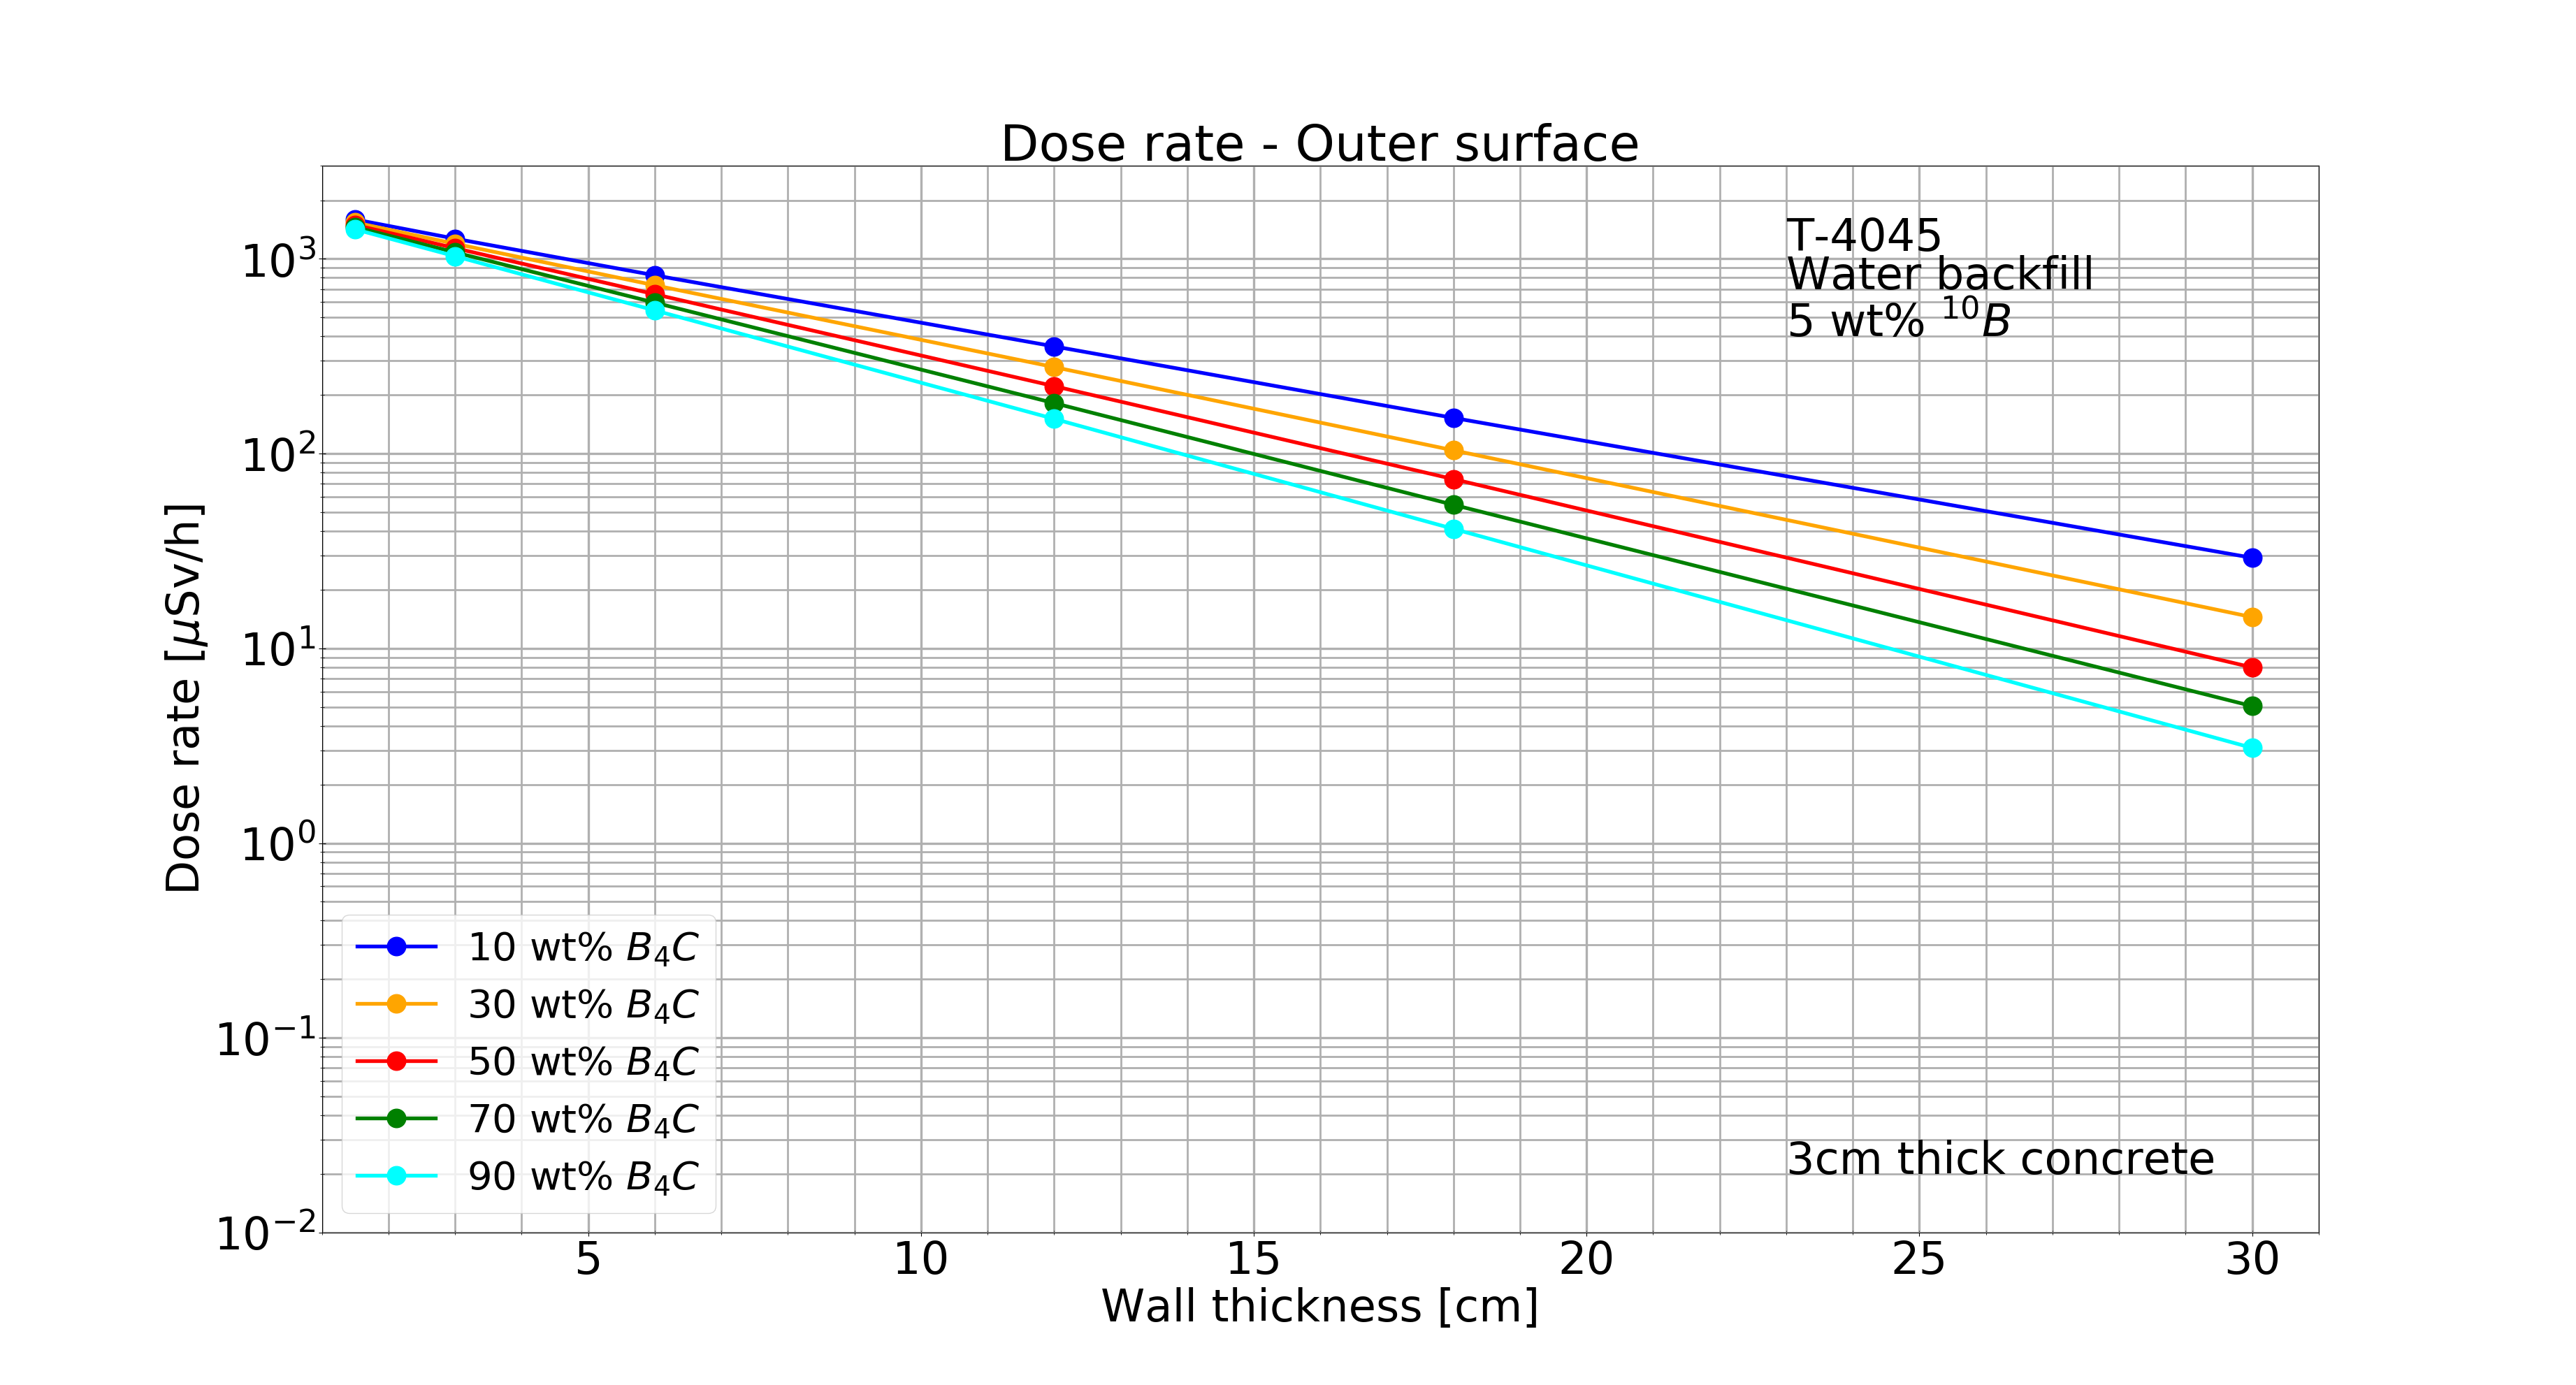 Dose rate - Outer surface
T-4045
Water backfill
5 wt% ¹⁰B
Dose rate [μSv/h]
10³
10²
10¹
10⁰
10⁻¹
10⁻²
10 wt% B₄C
30 wt% B₄C
50 wt% B₄C
70 wt% B₄C
90 wt% B₄C
3cm thick concrete
5 10 15 20 25 30
Wall thickness [cm]